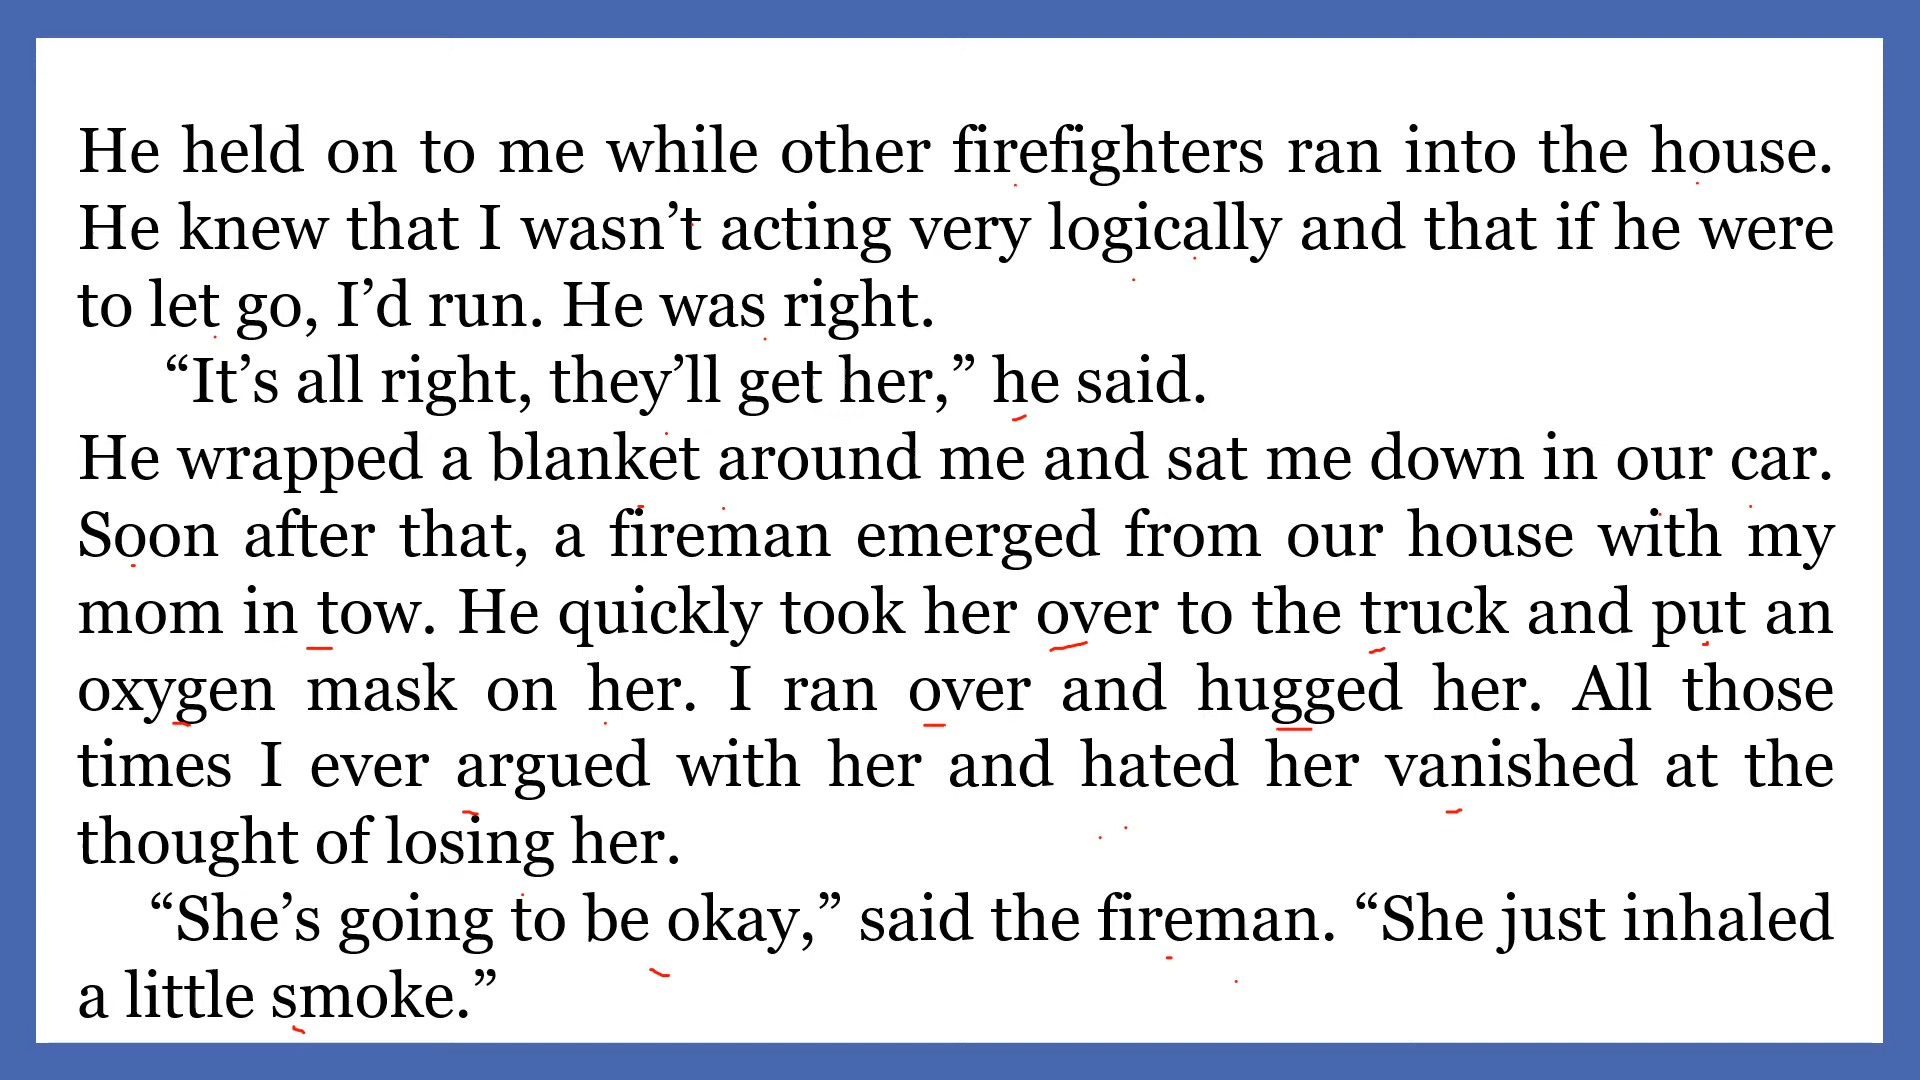 He held on to me while other firefighters ran into the house.
He knew that I wasn’t acting very logically and that if he were
to let go, I’d run. He was right.
“It’s all right, they’ll get her,” he said.
He wrapped a blanket around me and sat me down in our car.
Soon after that, a fireman emerged from our house with my
mom in tow. He quickly took her over to the truck and put an
oxygen mask on her. I ran over and hugged her. All those
times I ever argued with her and hated her vanished at the
thought of losing her.
“She’s going to be okay,” said the fireman. “She just inhaled
a little smoke.”